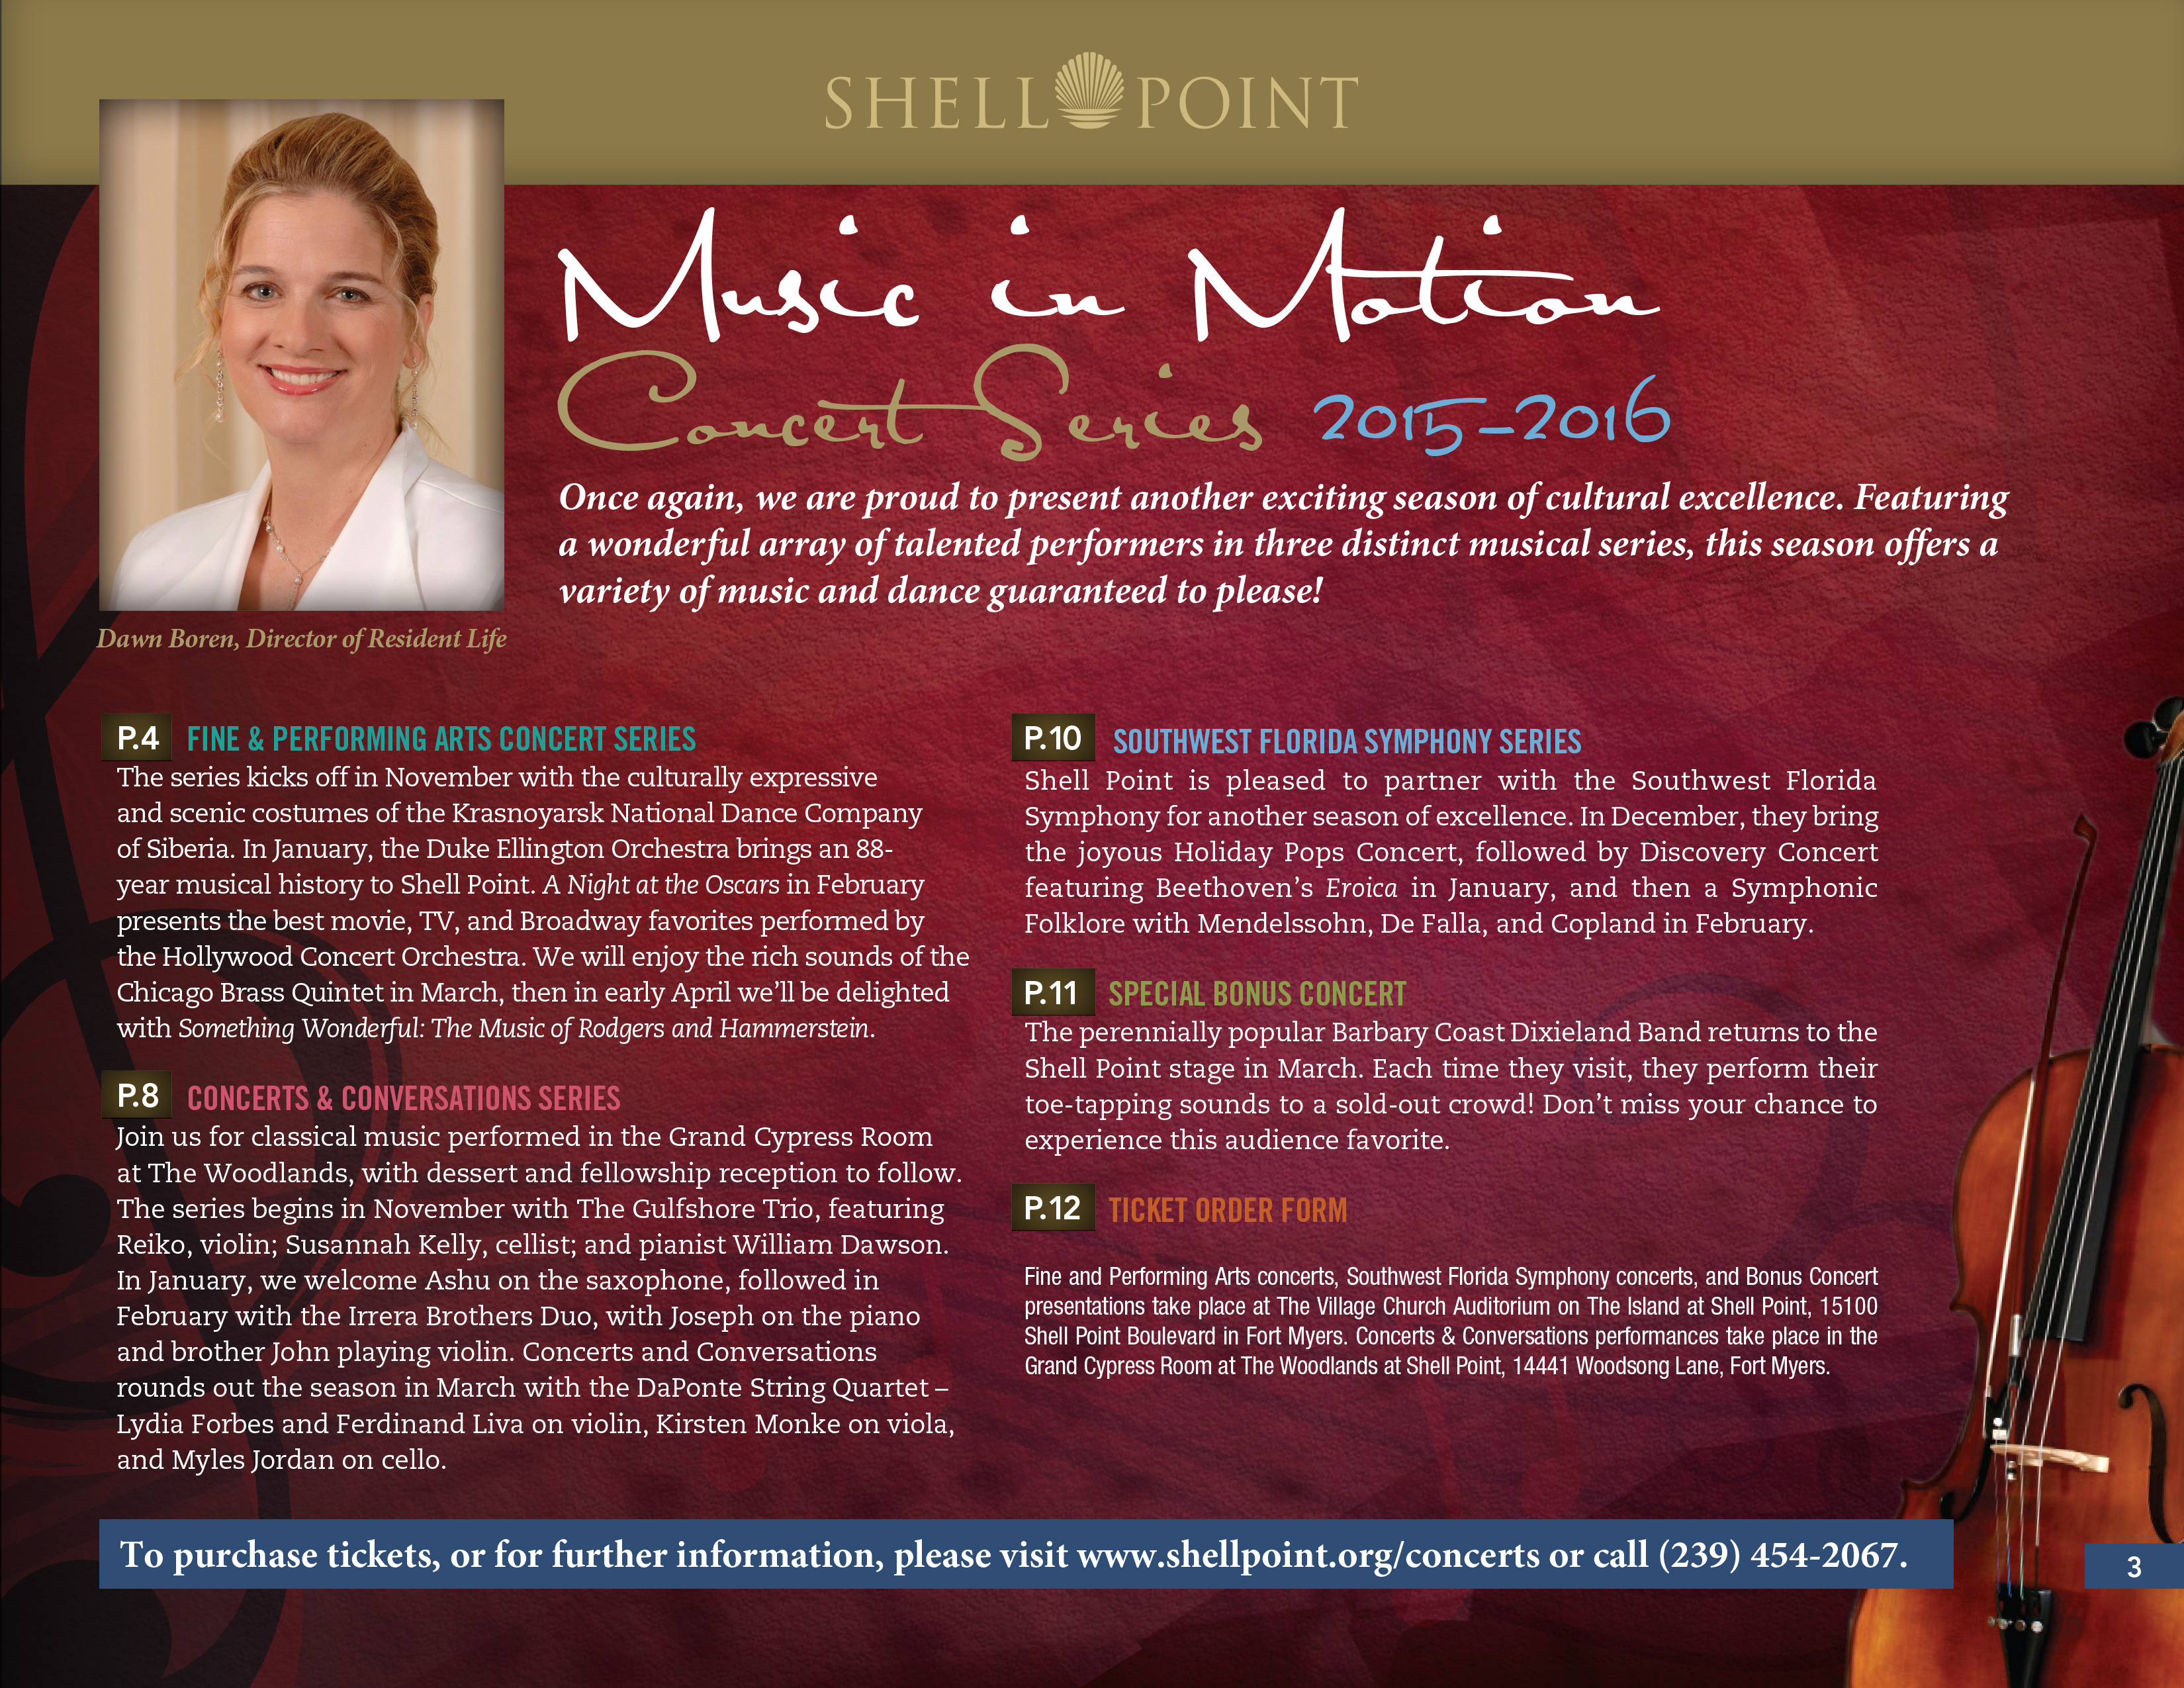 SHELL POINT
Music in Motion
Concert Series 2015–2016
Once again, we are proud to present another exciting season of cultural excellence. Featuring
a wonderful array of talented performers in three distinct musical series, this season offers a
variety of music and dance guaranteed to please!
Dawn Boren, Director of Resident Life
P.4 FINE & PERFORMING ARTS CONCERT SERIES
The series kicks off in November with the culturally expressive
and scenic costumes of the Krasnoyarsk National Dance Company
of Siberia. In January, the Duke Ellington Orchestra brings an 88-
year musical history to Shell Point. A Night at the Oscars in February
presents the best movie, TV, and Broadway favorites performed by
the Hollywood Concert Orchestra. We will enjoy the rich sounds of the
Chicago Brass Quintet in March, then in early April we’ll be delighted
with Something Wonderful: The Music of Rodgers and Hammerstein.
P.8 CONCERTS & CONVERSATIONS SERIES
Join us for classical music performed in the Grand Cypress Room
at The Woodlands, with dessert and fellowship reception to follow.
The series begins in November with The Gulfshore Trio, featuring
Reiko, violin; Susannah Kelly, cellist; and pianist William Dawson.
In January, we welcome Ashu on the saxophone, followed in
February with the Irrera Brothers Duo, with Joseph on the piano
and brother John playing violin. Concerts and Conversations
rounds out the season in March with the DaPonte String Quartet –
Lydia Forbes and Ferdinand Liva on violin, Kirsten Monke on viola,
and Myles Jordan on cello.
P.10 SOUTHWEST FLORIDA SYMPHONY SERIES
Shell Point is pleased to partner with the Southwest Florida
Symphony for another season of excellence. In December, they bring
the joyous Holiday Pops Concert, followed by Discovery Concert
featuring Beethoven’s Eroica in January, and then a Symphonic
Folklore with Mendelssohn, De Falla, and Copland in February.
P.11 SPECIAL BONUS CONCERT
The perennially popular Barbary Coast Dixieland Band returns to the
Shell Point stage in March. Each time they visit, they perform their
toe-tapping sounds to a sold-out crowd! Don’t miss your chance to
experience this audience favorite.
P.12 TICKET ORDER FORM
Fine and Performing Arts concerts, Southwest Florida Symphony concerts, and Bonus Concert
presentations take place at The Village Church Auditorium on The Island at Shell Point, 15100
Shell Point Boulevard in Fort Myers. Concerts & Conversations performances take place in the
Grand Cypress Room at The Woodlands at Shell Point, 14441 Woodsong Lane, Fort Myers.
To purchase tickets, or for further information, please visit www.shellpoint.org/concerts or call (239) 454-2067.
3